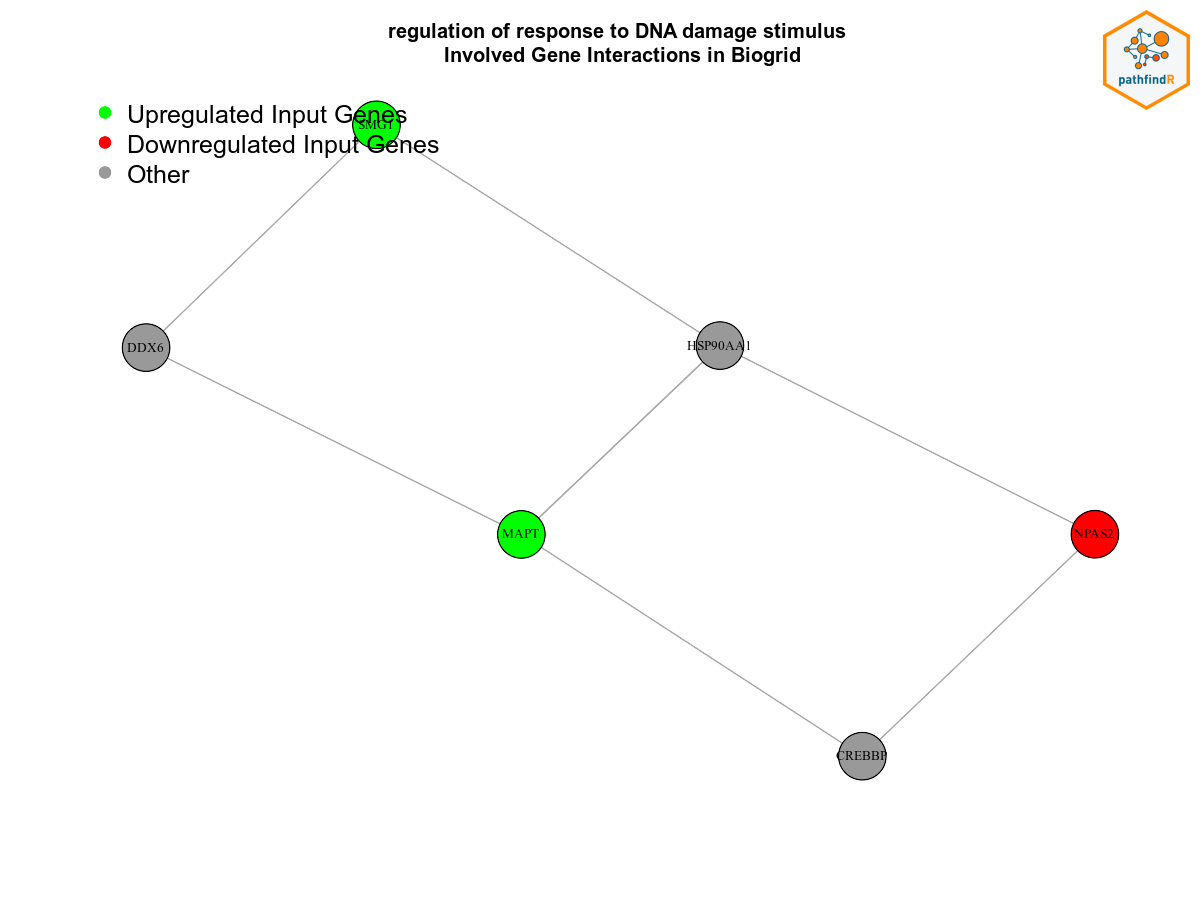 regulation of response to DNA damage stimulus
Involved Gene Interactions in Biogrid
pathfindR
Upregulated Input Genes
SMG1
Downregulated Input Genes
Other
DDX6
HSP90AA1
MAPT
NPAS2
CREBBP